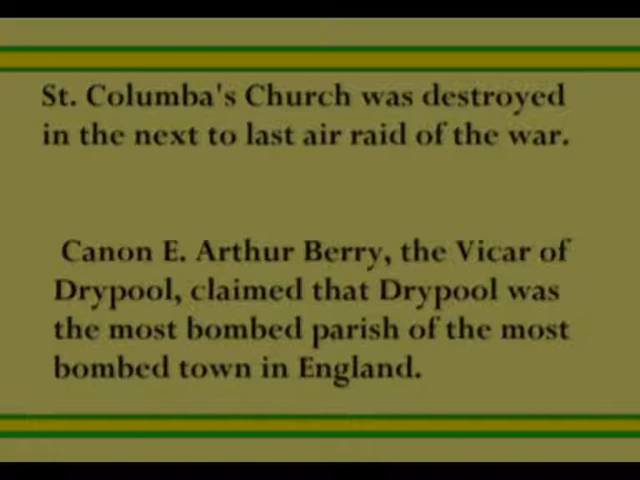 St. Columba's Church was destroyed
in the next to last air raid of the war.
Canon E. Arthur Berry, the Vicar of
Drypool, claimed that Drypool was
the most bombed parish of the most
bombed town in England.